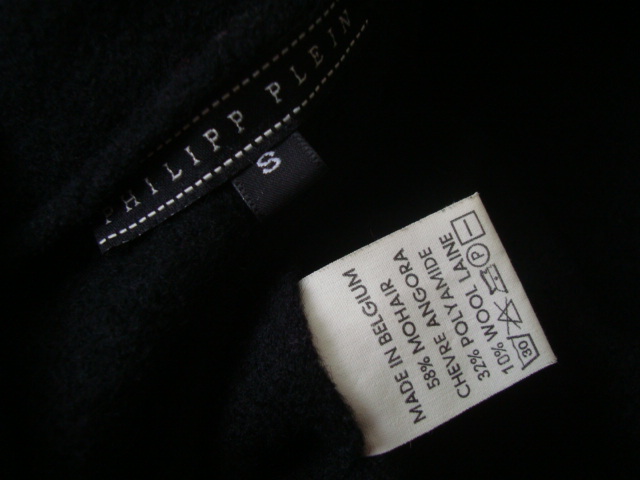 PHILIPP PLEIN
S
MADE IN BELGIUM
58% MOHAIR
CHEVRE ANGORA
32% POLYAMIDE
10% WOOL LAINE
30 P